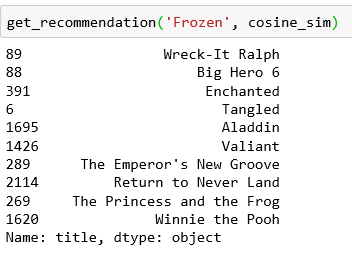 get_recommendation('Frozen', cosine_sim)
89 Wreck-It Ralph
88 Big Hero 6
391 Enchanted
6 Tangled
1695 Aladdin
1426 Valiant
289 The Emperor's New Groove
2114 Return to Never Land
269 The Princess and the Frog
1620 Winnie the Pooh
Name: title, dtype: object